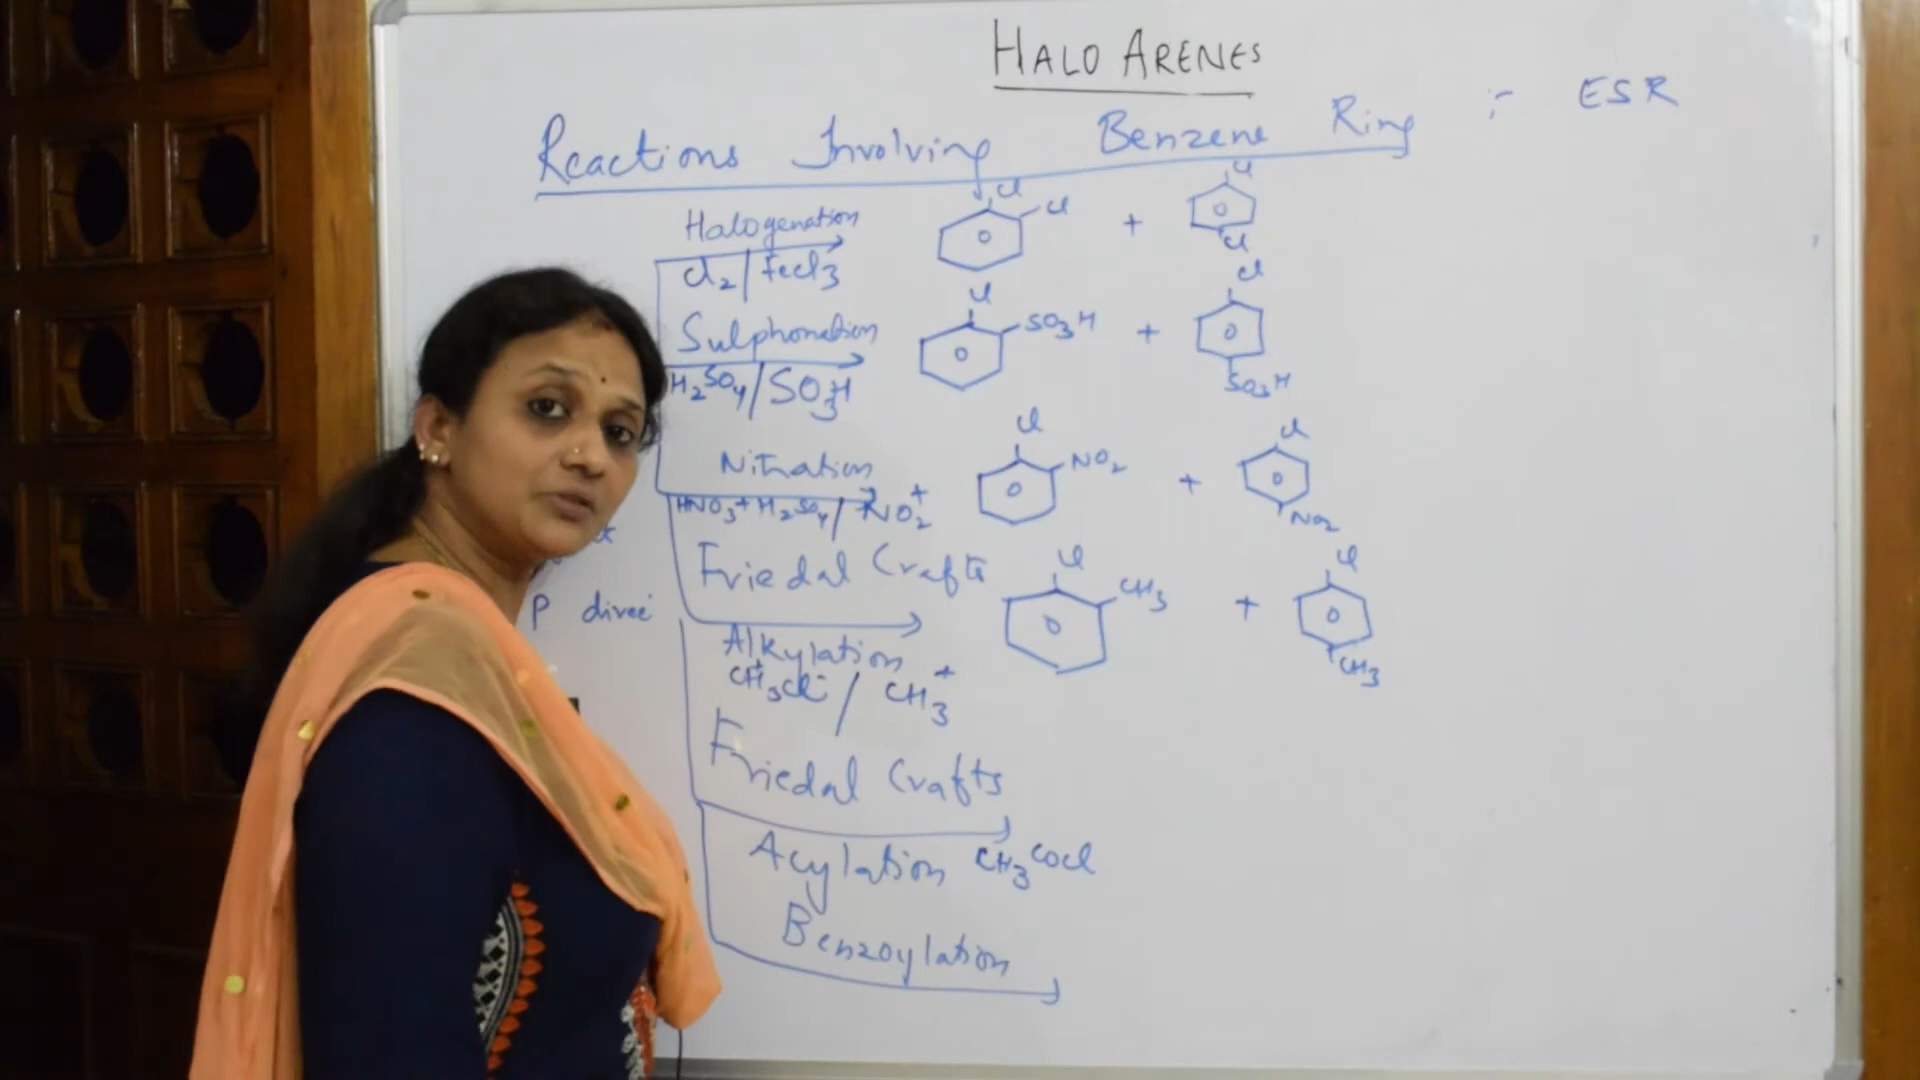 HALO ARENES
Reactions Involving Benzene Ring :- ESR
Halogenation
Cl2/FeCl3
Cl Cl + Cl Cl
Sulphonation
H2SO4/SO3H
Cl SO3H + Cl SO3H
Nitration
HNO3+H2SO4/NO2+
Cl NO2 + Cl NO2
Friedal Crafts
Alkylation
CH3+Cl-/CH3+
Cl CH3 + Cl CH3
P direc
Friedal Crafts
Acylation CH3COCl
Benzoylation